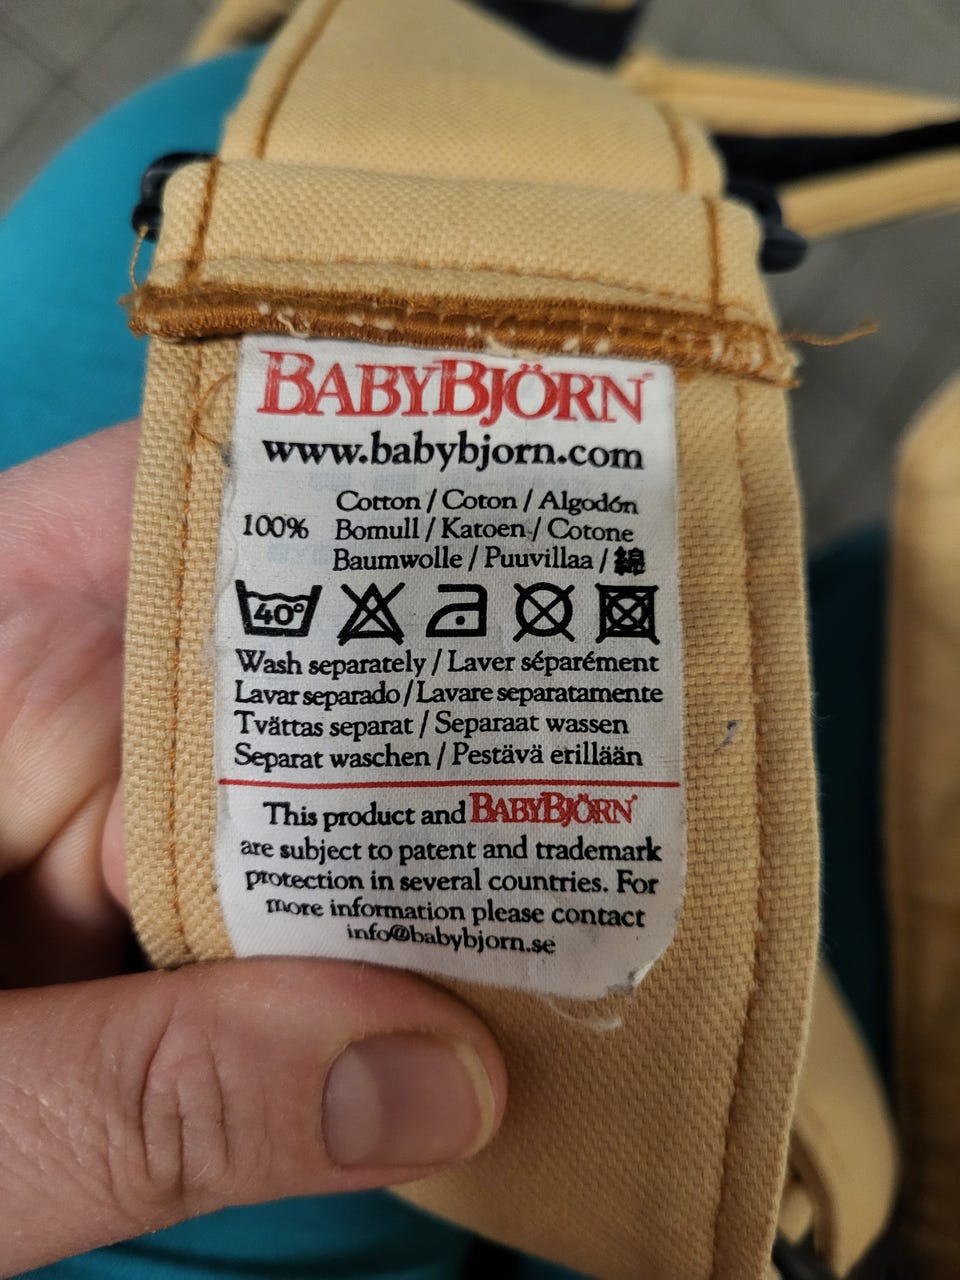 BABYBJÖRN
www.babybjorn.com
Cotton / Coton / Algodón
100% Bomull / Katoen / Cotone
Baumwolle / Puuvillaa / 綿
40°
Wash separately / Laver séparément
Lavar separado / Lavare separatamente
Tvättas separat / Separaat wassen
Separat waschen / Pestävä erillään
This product and BABYBJÖRN
are subject to patent and trademark
protection in several countries. For
more information please contact
info@babybjorn.se